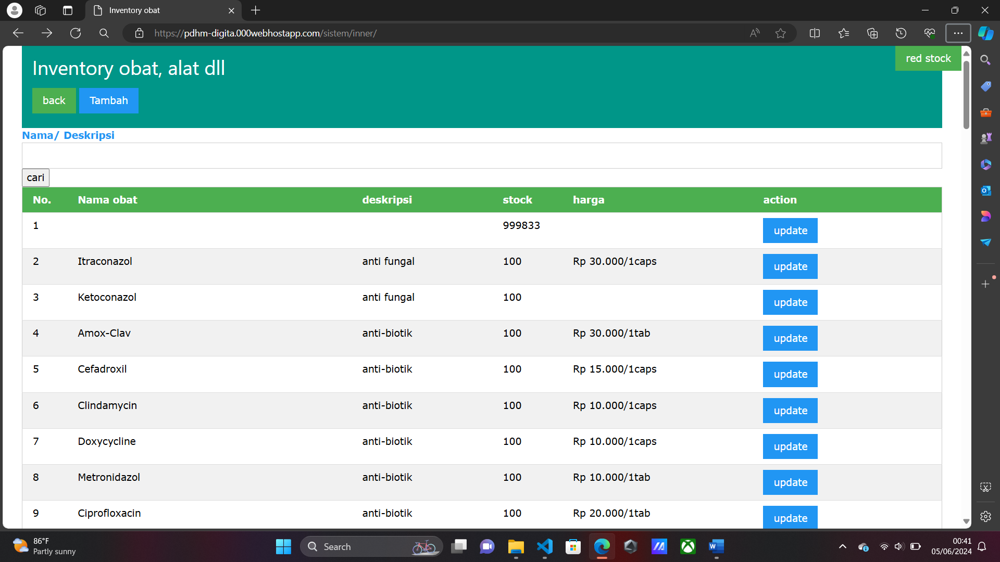 Inventory obat
https://pdhm-digita.000webhostapp.com/sistem/inner/
red stock
Inventory obat, alat dll
back Tambah
Nama/ Deskripsi
cari
No. Nama obat deskripsi stock harga action
1 999833 update
2 Itraconazol anti fungal 100 Rp 30.000/1caps update
3 Ketoconazol anti fungal 100 update
4 Amox-Clav anti-biotik 100 Rp 30.000/1tab update
5 Cefadroxil anti-biotik 100 Rp 15.000/1caps update
6 Clindamycin anti-biotik 100 Rp 10.000/1caps update
7 Doxycycline anti-biotik 100 Rp 10.000/1caps update
8 Metronidazol anti-biotik 100 Rp 10.000/1tab update
9 Ciprofloxacin anti-biotik 100 Rp 20.000/1tab update
86°F
Partly sunny
Search
00:41
05/06/2024